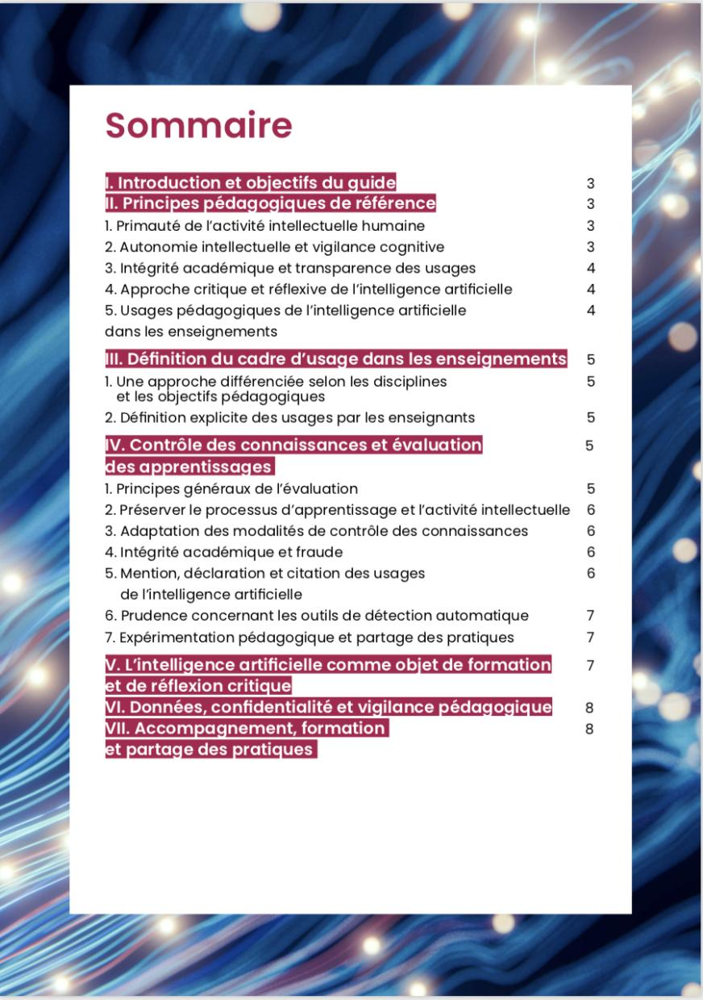 Sommaire
I. Introduction et objectifs du guide 3
II. Principes pédagogiques de référence 3
1. Primauté de l’activité intellectuelle humaine 3
2. Autonomie intellectuelle et vigilance cognitive 3
3. Intégrité académique et transparence des usages 4
4. Approche critique et réflexive de l’intelligence artificielle 4
5. Usages pédagogiques de l’intelligence artificielle 4
dans les enseignements
III. Définition du cadre d’usage dans les enseignements 5
1. Une approche différenciée selon les disciplines 5
et les objectifs pédagogiques
2. Définition explicite des usages par les enseignants 5
IV. Contrôle des connaissances et évaluation 5
des apprentissages
1. Principes généraux de l’évaluation 5
2. Préserver le processus d’apprentissage et l’activité intellectuelle 6
3. Adaptation des modalités de contrôle des connaissances 6
4. Intégrité académique et fraude 6
5. Mention, déclaration et citation des usages 6
de l’intelligence artificielle
6. Prudence concernant les outils de détection automatique 7
7. Expérimentation pédagogique et partage des pratiques 7
V. L’intelligence artificielle comme objet de formation 7
et de réflexion critique
VI. Données, confidentialité et vigilance pédagogique 8
VII. Accompagnement, formation 8
et partage des pratiques